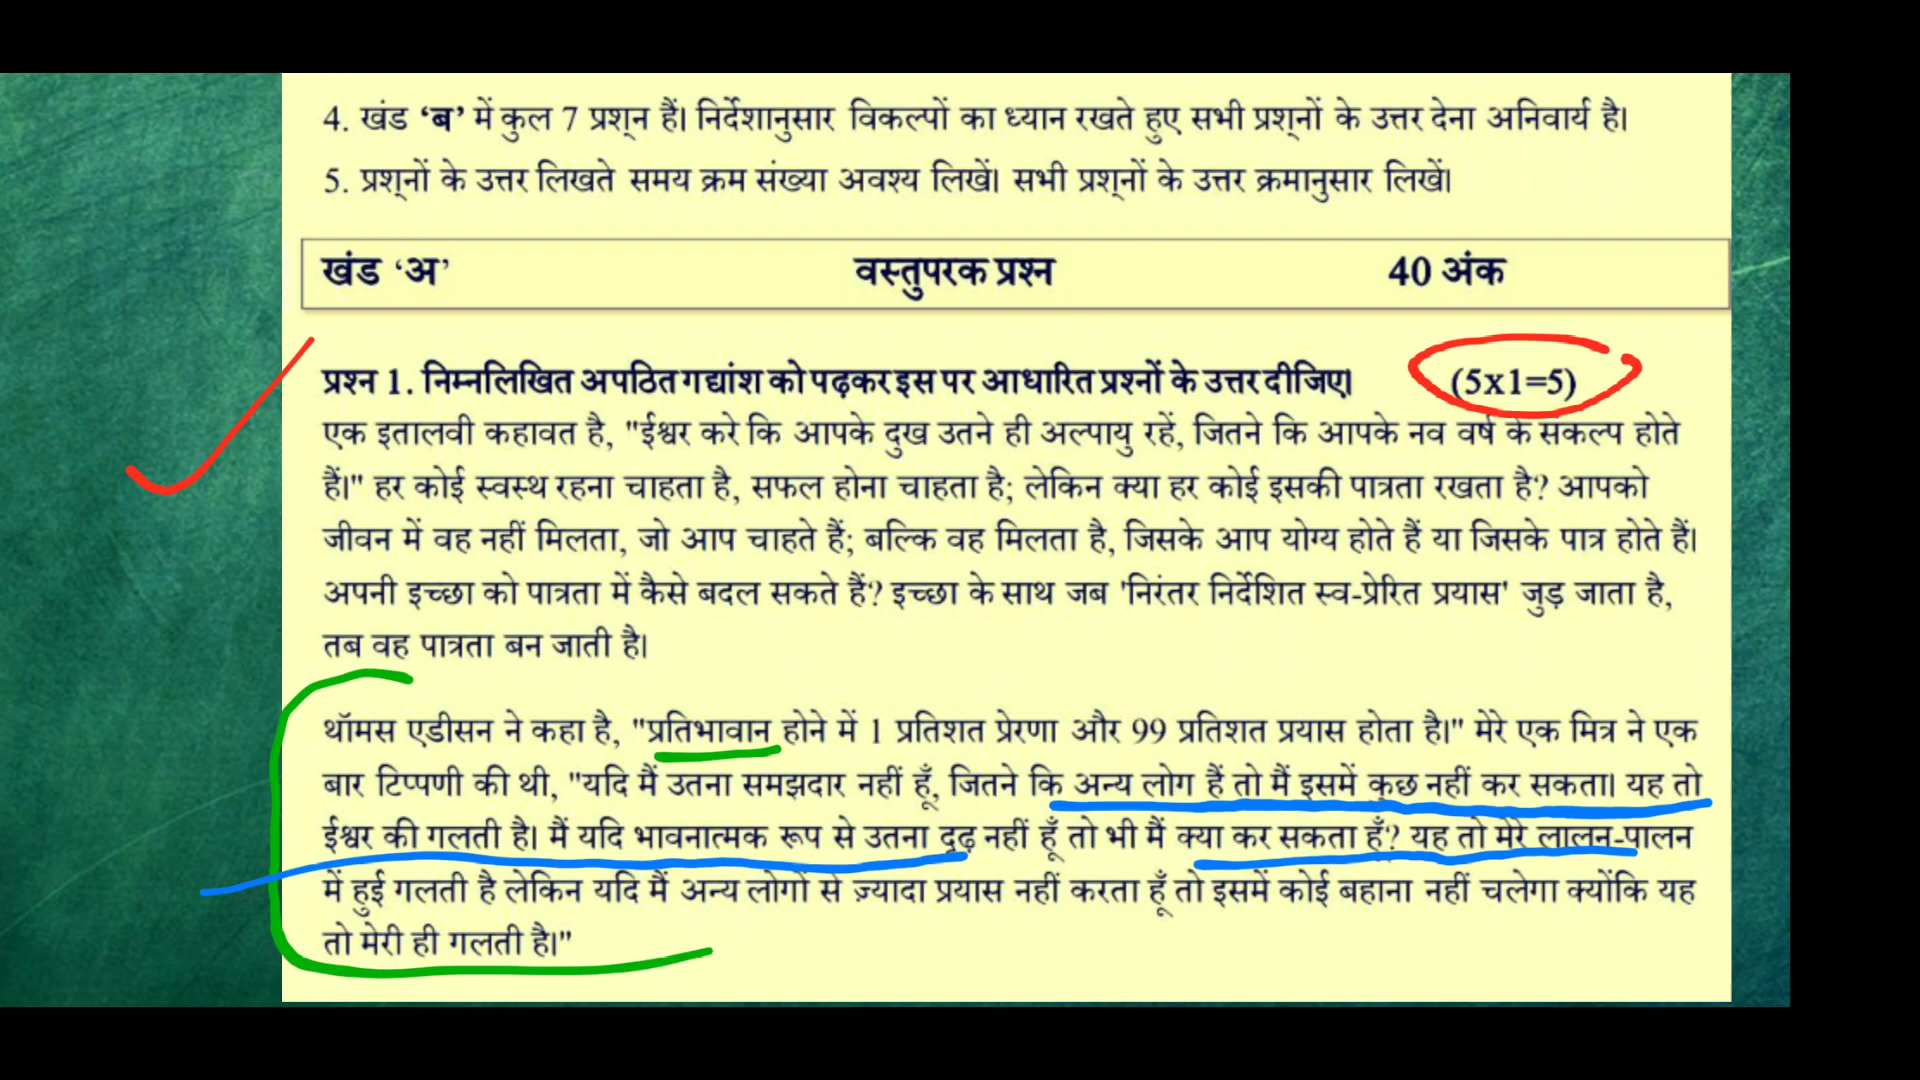 4. खंड ‘ब’ में कुल 7 प्रश्न हैं। निर्देशानुसार विकल्पों का ध्यान रखते हुए सभी प्रश्नों के उत्तर देना अनिवार्य है।
5. प्रश्नों के उत्तर लिखते समय क्रम संख्या अवश्य लिखें। सभी प्रश्नों के उत्तर क्रमानुसार लिखें।
खंड ‘अ’ वस्तुपरक प्रश्न 40 अंक
प्रश्न 1. निम्नलिखित अपठित गद्यांश को पढ़कर इस पर आधारित प्रश्नों के उत्तर दीजिए। (5x1=5)
एक इतालवी कहावत है, "ईश्वर करे कि आपके दुख उतने ही अल्पायु रहें, जितने कि आपके नव वर्ष के संकल्प होते
हैं।" हर कोई स्वस्थ रहना चाहता है, सफल होना चाहता है; लेकिन क्या हर कोई इसकी पात्रता रखता है? आपको
जीवन में वह नहीं मिलता, जो आप चाहते हैं; बल्कि वह मिलता है, जिसके आप योग्य होते हैं या जिसके पात्र होते हैं।
अपनी इच्छा को पात्रता में कैसे बदल सकते हैं? इच्छा के साथ जब 'निरंतर निर्देशित स्व-प्रेरित प्रयास' जुड़ जाता है,
तब वह पात्रता बन जाती है।
थॉमस एडीसन ने कहा है, "प्रतिभावान होने में 1 प्रतिशत प्रेरणा और 99 प्रतिशत प्रयास होता है।" मेरे एक मित्र ने एक
बार टिप्पणी की थी, "यदि मैं उतना समझदार नहीं हूँ, जितने कि अन्य लोग हैं तो मैं इसमें कुछ नहीं कर सकता। यह तो
ईश्वर की गलती है। मैं यदि भावनात्मक रूप से उतना दृढ़ नहीं हूँ तो भी मैं क्या कर सकता हूँ? यह तो मेरे लालन-पालन
में हुई गलती है लेकिन यदि मैं अन्य लोगों से ज़्यादा प्रयास नहीं करता हूँ तो इसमें कोई बहाना नहीं चलेगा क्योंकि यह
तो मेरी ही गलती है।"